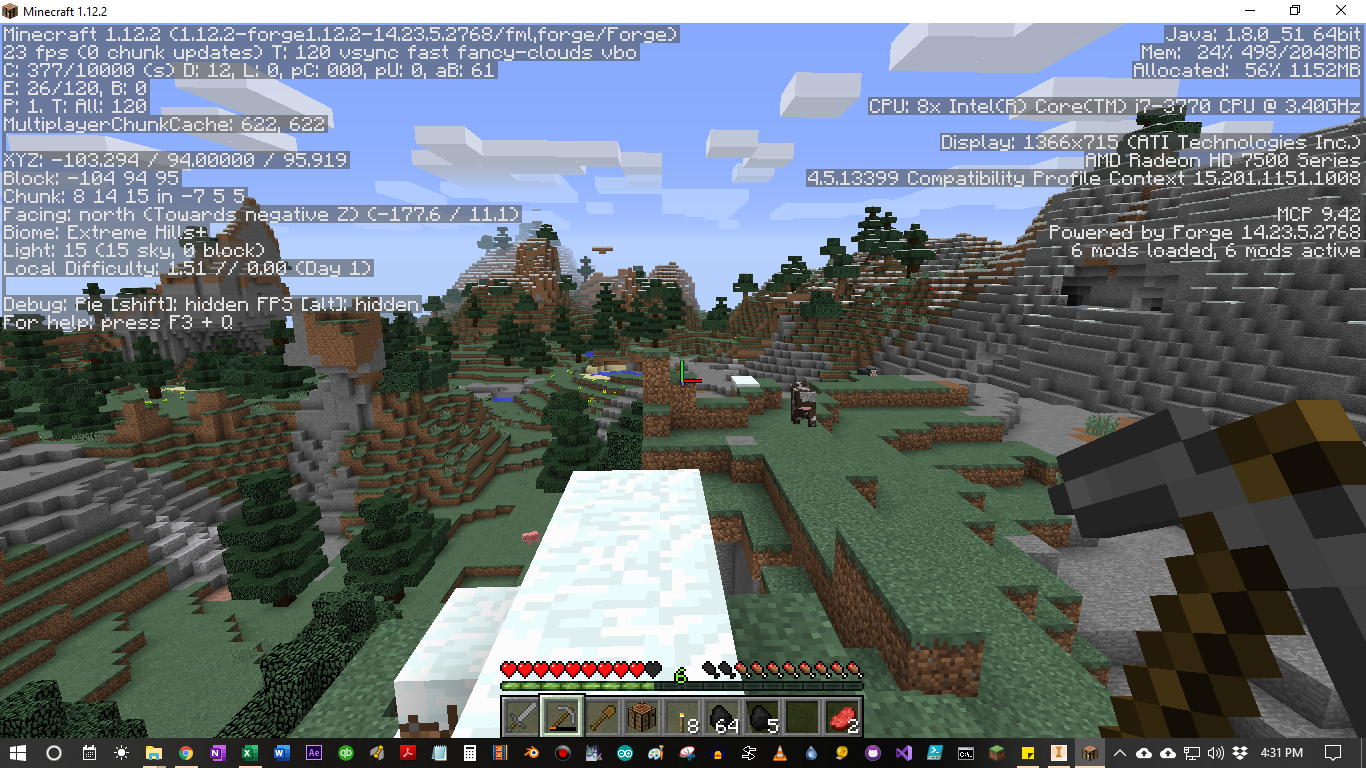 Minecraft 1.12.2
Minecraft 1.12.2 (1.12.2-forge1.12.2-14.23.5.2768/fml,forge/Forge)
23 fps (0 chunk updates) T: 120 vsync fast fancy-clouds vbo
C: 377/10000 (s) D: 12, L: 0, pC: 000, pU: 0, aB: 61
E: 26/120, B: 0
P: 1. T: All: 120
MultiplayerChunkCache: 622, 622
XYZ: -103.294 / 94.00000 / 95.919
Block: -104 94 95
Chunk: 8 14 15 in -7 5 5
Facing: north (Towards negative Z) (-177.6 / 11.1)
Biome: Extreme Hills+
Light: 15 (15 sky, 0 block)
Local Difficulty: 1.51 // 0.00 (Day 1)
Debug: Pie [shift]: hidden FPS [alt]: hidden
For help: press F3 + Q
Java: 1.8.0_51 64bit
Mem: 24% 498/2048MB
Allocated: 56% 1152MB
CPU: 8x Intel(R) Core(TM) i7-3770 CPU @ 3.40GHz
Display: 1366x715 (ATI Technologies Inc.)
AMD Radeon HD 7500 Series
4.5.13399 Compatibility Profile Context 15.201.1151.1008
MCP 9.42
Powered by Forge 14.23.5.2768
6 mods loaded, 6 mods active
6
8 64 5 2
4:31 PM